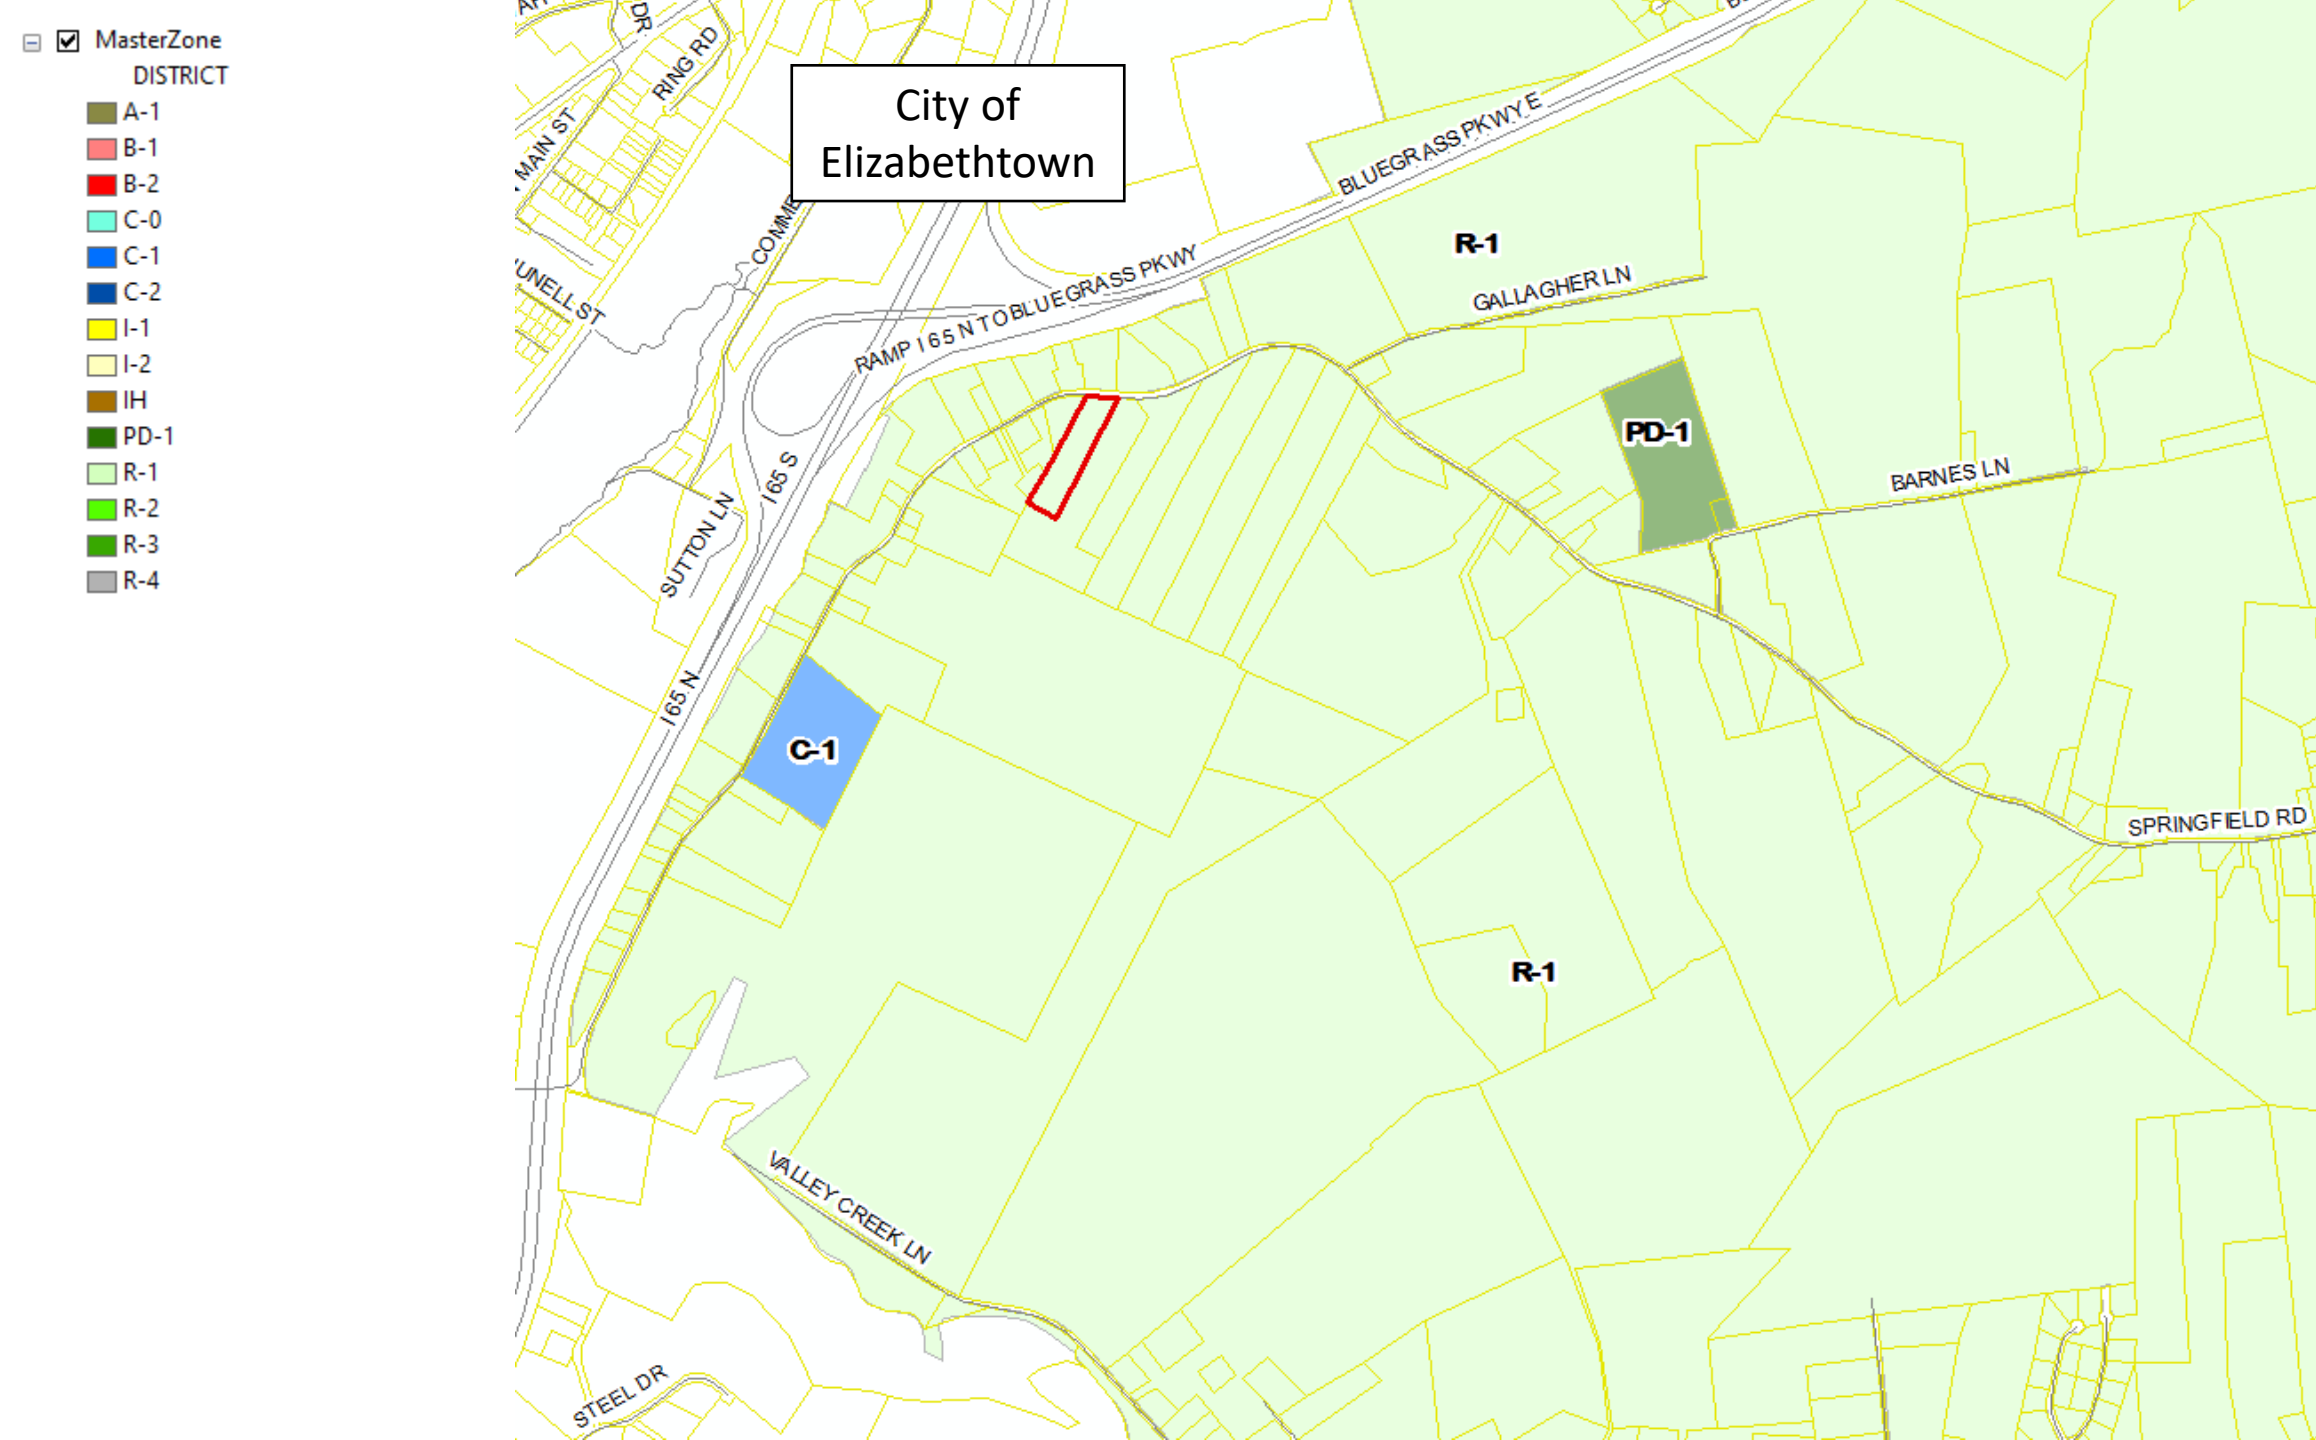 MasterZone
DISTRICT
A-1
B-1
B-2
C-0
C-1
C-2
I-1
I-2
IH
PD-1
R-1
R-2
R-3
R-4
DR
RING RD
MAIN ST
City of
Elizabethtown
COMME
BLUEGRASS PKWY E
R-1
GALLAGHER LN
RAMP I 65 N TO BLUEGRASS PKWY
PD-1
BARNES LN
I 65 S
SUTTON LN
I 65 N
C-1
SPRINGFIELD RD
R-1
VALLEY CREEK LN
STEEL DR